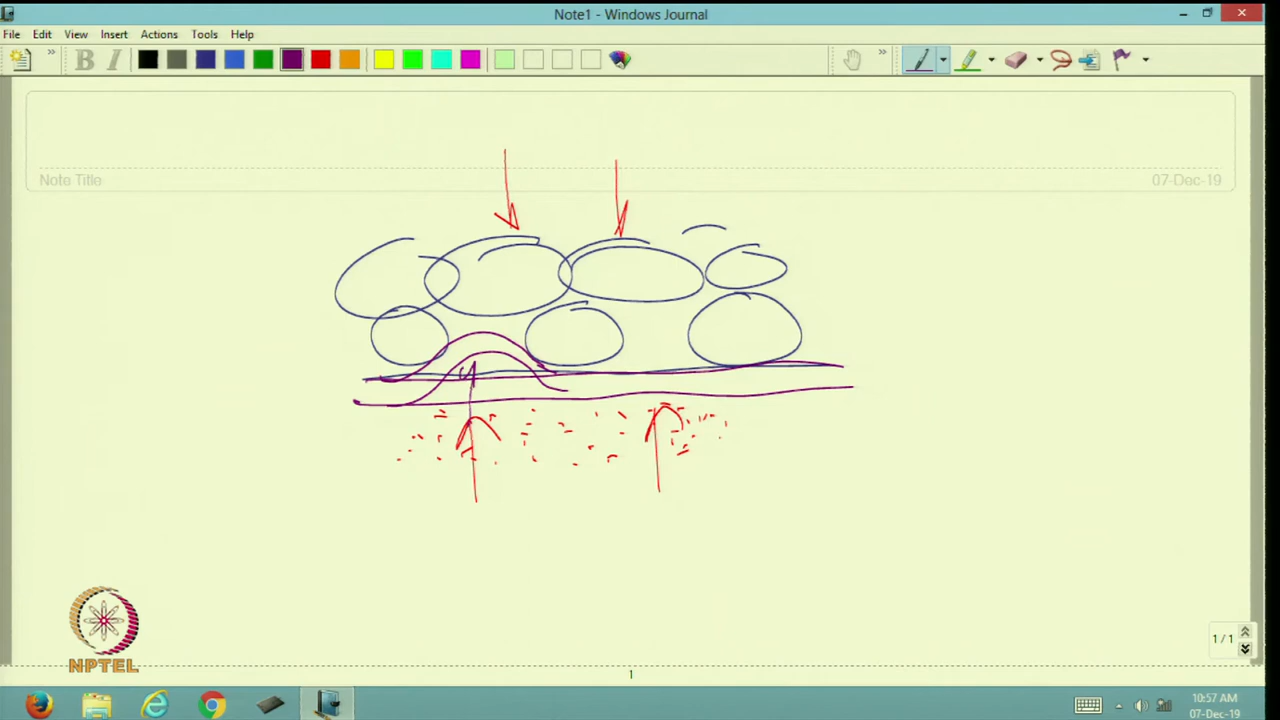 Note1 - Windows Journal
File Edit View Insert Actions Tools Help
B I
Note Title
07-Dec-19
1 / 1
NPTEL
1
10:57 AM
07-Dec-19